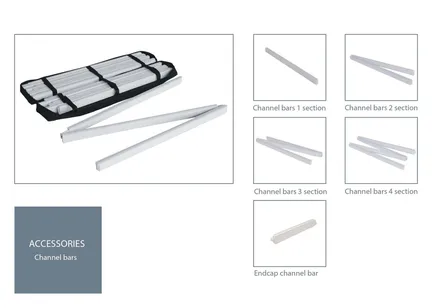 Channel bars 1 section
Channel bars 2 section
Channel bars 3 section
Channel bars 4 section
Endcap channel bar
ACCESSORIES
Channel bars